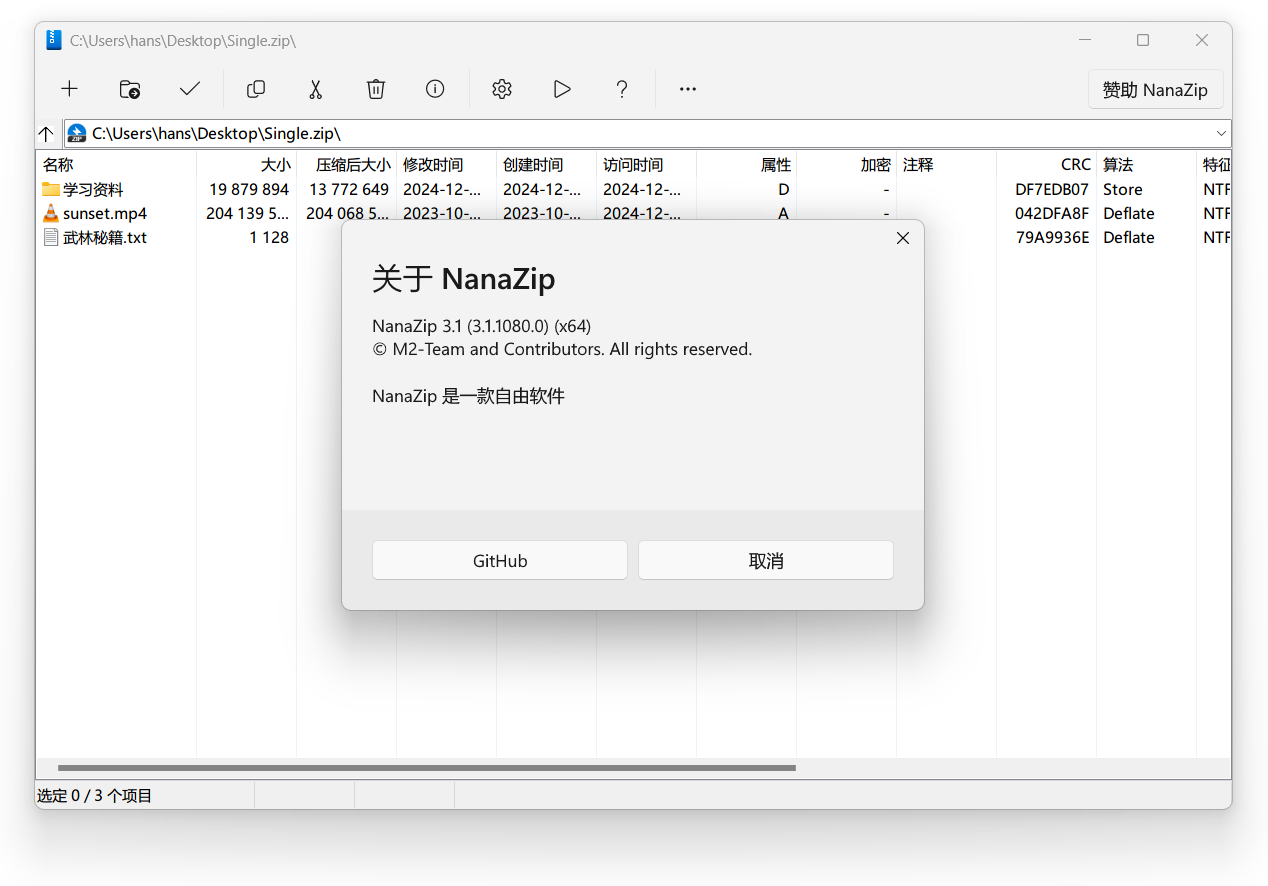 C:\Users\hans\Desktop\Single.zip\
赞助 NanaZip
C:\Users\hans\Desktop\Single.zip\
名称 大小 压缩后大小 修改时间 创建时间 访问时间 属性 加密 注释 CRC 算法 特征
学习资料 19 879 894 13 772 649 2024-12-... 2024-12-... 2024-12-... D - DF7EDB07 Store NTF
sunset.mp4 204 139 5... 204 068 5... 2023-10-... 2023-10-... 2024-12-... A - 042DFA8F Deflate NTF
武林秘籍.txt 1 128 79A9936E Deflate NTF
关于 NanaZip
NanaZip 3.1 (3.1.1080.0) (x64)
© M2-Team and Contributors. All rights reserved.
NanaZip 是一款自由软件
GitHub 取消
选定 0 / 3 个项目